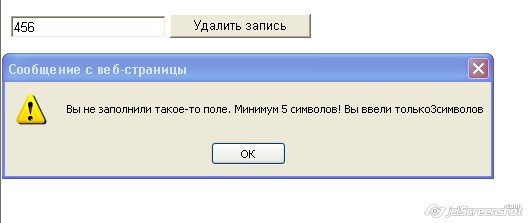 456
Удалить запись
Сообщение с веб-страницы
Вы не заполнили такое-то поле. Минимум 5 символов! Вы ввели только3символов
OK
jetScreenshot